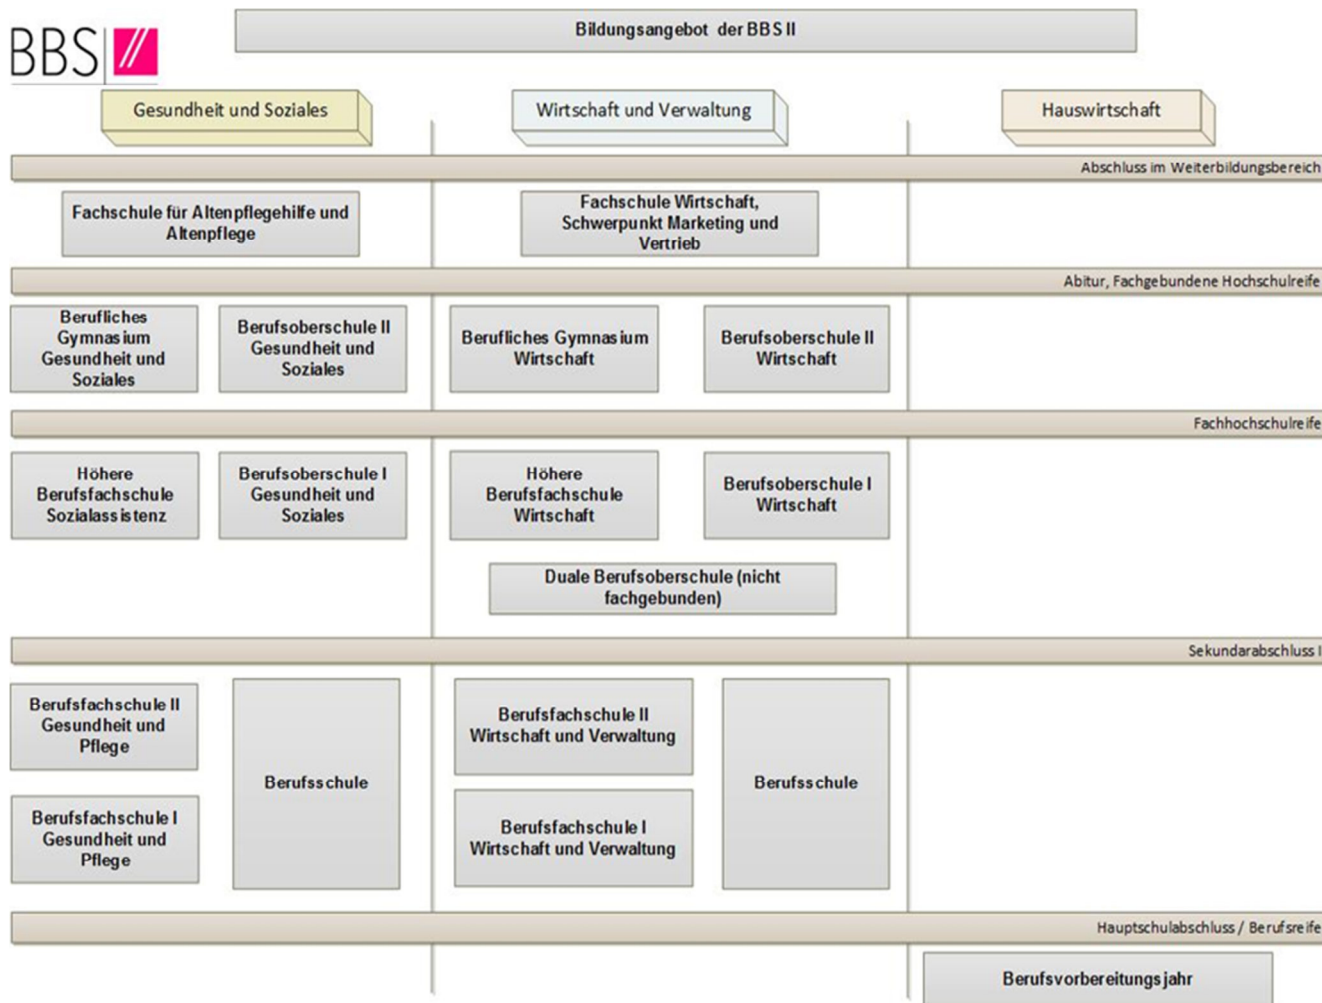 Bildungsangebot der BBS II
BBS
Gesundheit und Soziales
Wirtschaft und Verwaltung
Hauswirtschaft
Abschluss im Weiterbildungsbereich
Fachschule für Altenpflegehilfe und
Altenpflege
Fachschule Wirtschaft,
Schwerpunkt Marketing und
Vertrieb
Abitur, Fachgebundene Hochschulreife
Berufliches
Gymnasium
Gesundheit und
Soziales
Berufsoberschule II
Gesundheit und
Soziales
Berufliches Gymnasium
Wirtschaft
Berufsoberschule II
Wirtschaft
Fachhochschulreife
Höhere
Berufsfachschule
Sozialassistenz
Berufsoberschule I
Gesundheit und
Soziales
Höhere
Berufsfachschule
Wirtschaft
Berufsoberschule I
Wirtschaft
Duale Berufsoberschule (nicht
fachgebunden)
Sekundarabschluss I
Berufsfachschule II
Gesundheit und
Pflege
Berufsschule
Berufsfachschule II
Wirtschaft und Verwaltung
Berufsschule
Berufsfachschule I
Gesundheit und
Pflege
Berufsfachschule I
Wirtschaft und Verwaltung
Hauptschulabschluss / Berufsreife
Berufsvorbereitungsjahr